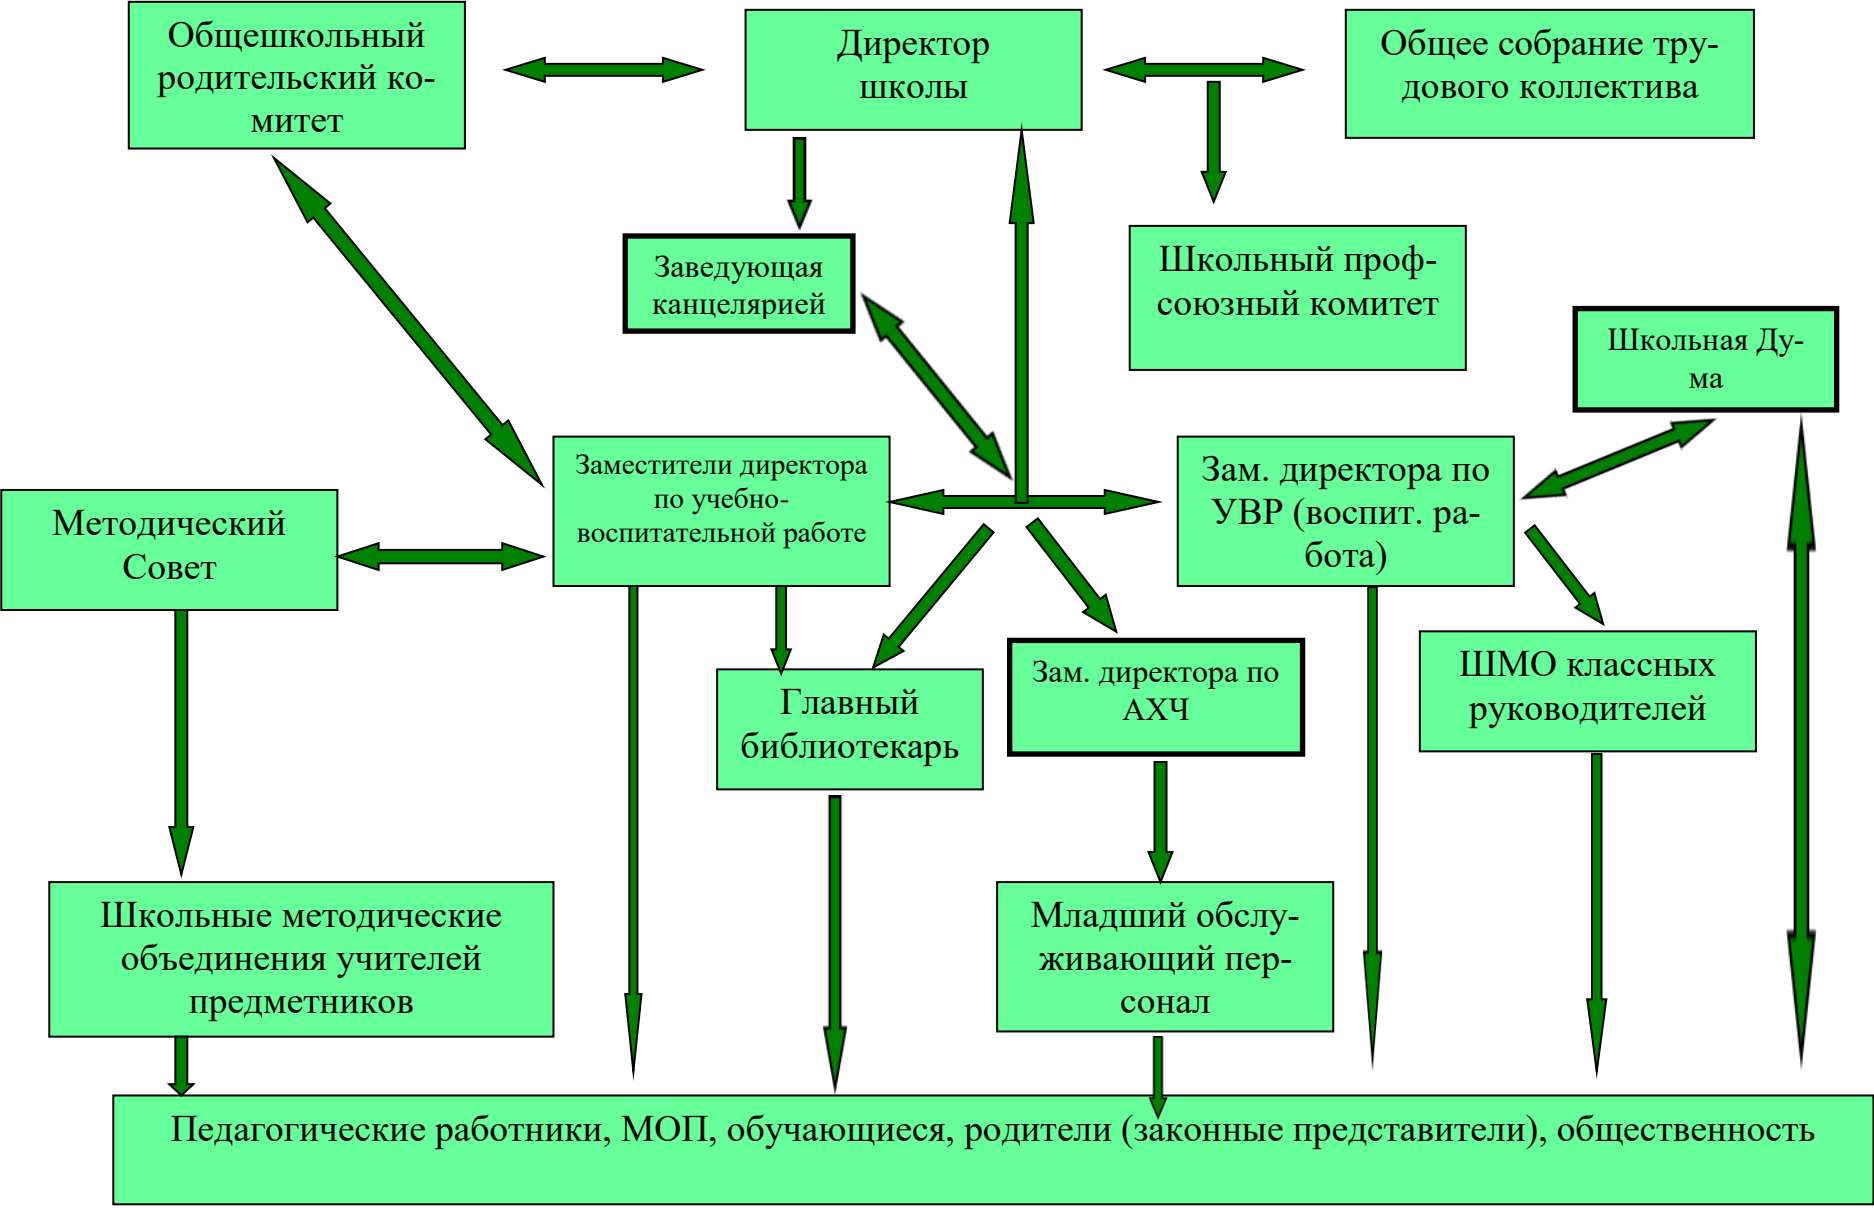 Общешкольный
родительский ко-
митет
Директор
школы
Общее собрание тру-
дового коллектива
Заведующая
канцелярией
Школьный проф-
союзный комитет
Школьная Ду-
ма
Методический
Совет
Заместители директора
по учебно-
воспитательной работе
Зам. директора по
УВР (воспит. ра-
бота)
Главный
библиотекарь
Зам. директора по
АХЧ
ШМО классных
руководителей
Школьные методические
объединения учителей
предметников
Младший обслу-
живающий пер-
сонал
Педагогические работники, МОП, обучающиеся, родители (законные представители), общественность